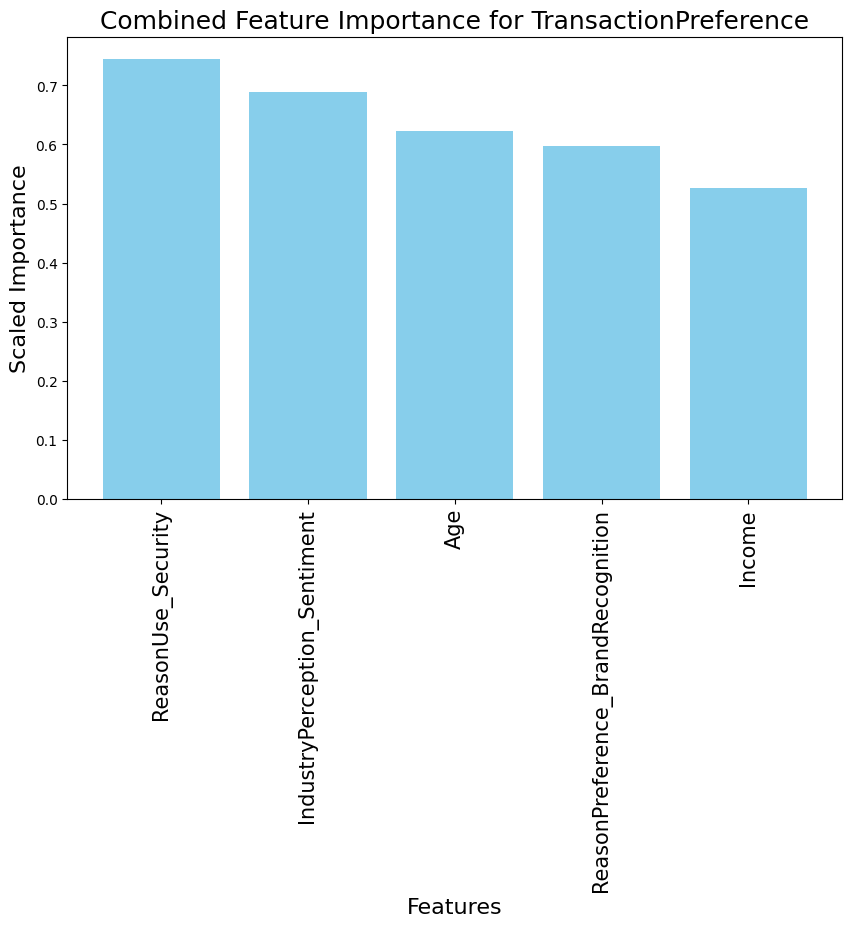 Combined Feature Importance for TransactionPreference
Scaled Importance
0.7
0.6
0.5
0.4
0.3
0.2
0.1
0.0
ReasonUse_Security
IndustryPerception_Sentiment
Age
ReasonPreference_BrandRecognition
Income
Features